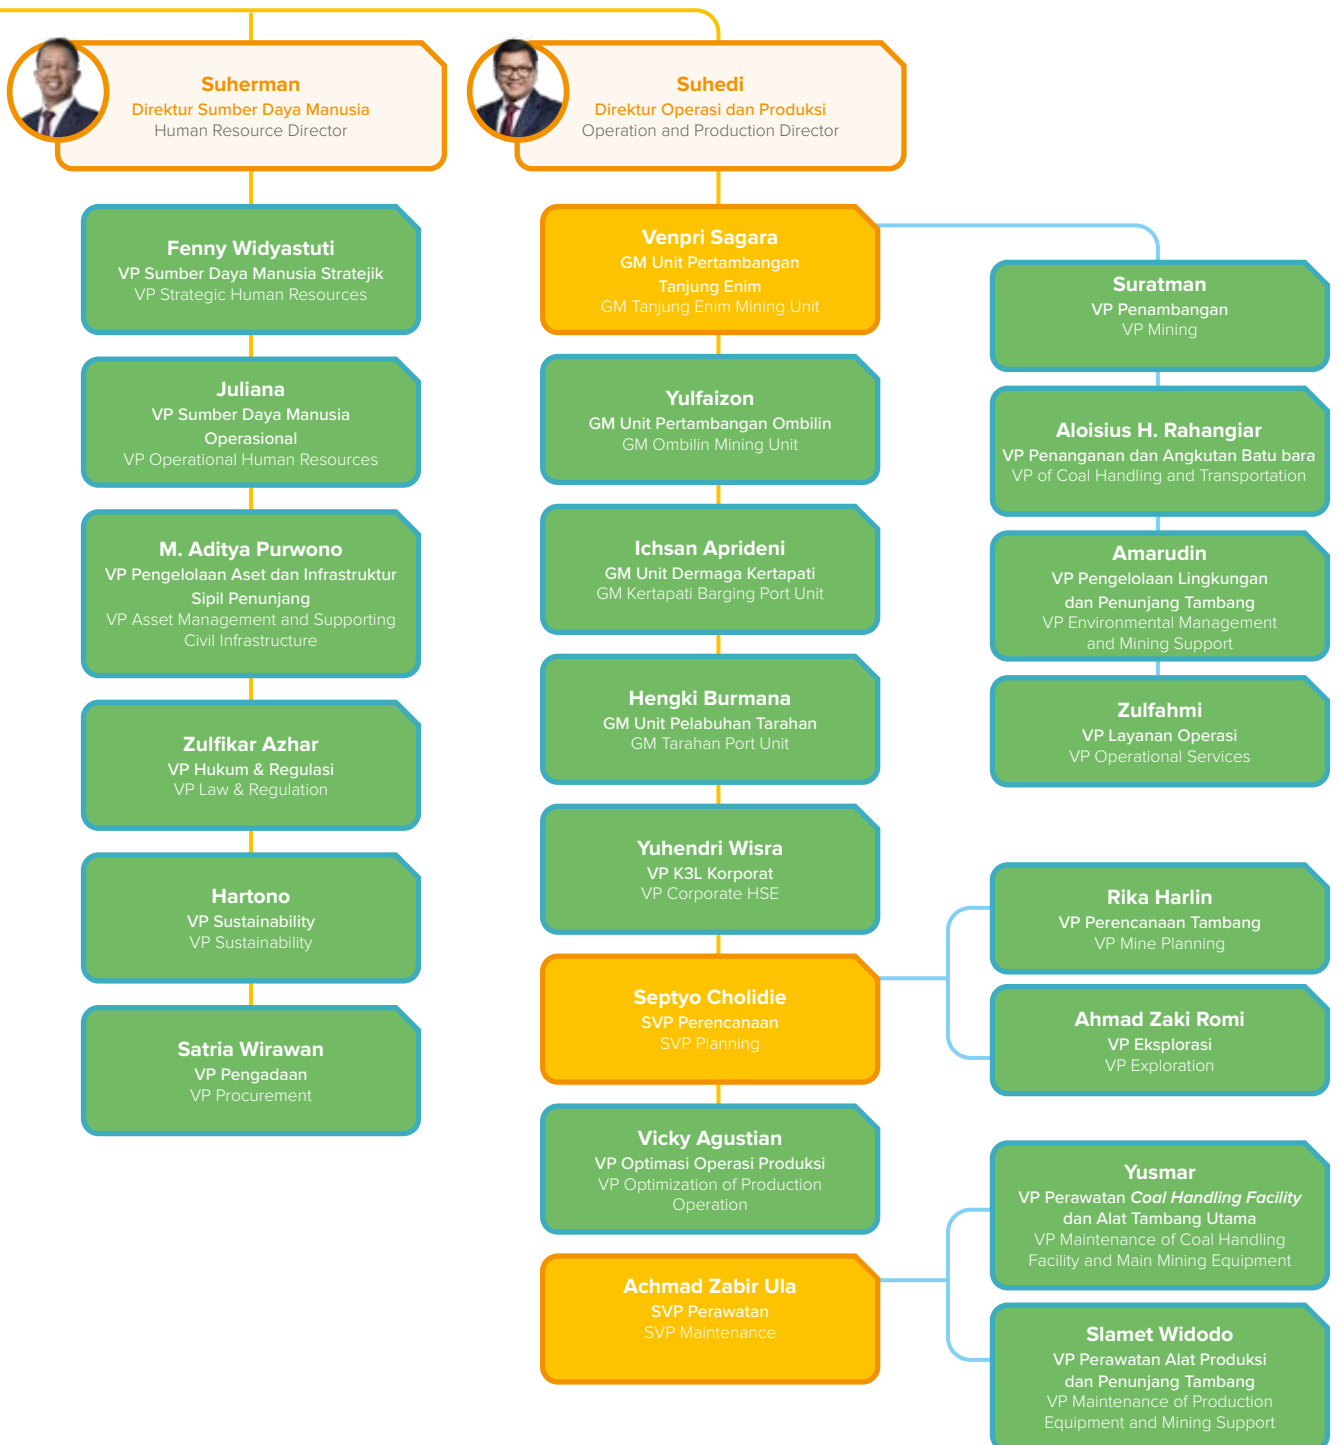 Suherman
Direktur Sumber Daya Manusia
Human Resource Director
Fenny Widyastuti
VP Sumber Daya Manusia Stratejik
VP Strategic Human Resources
Juliana
VP Sumber Daya Manusia
Operasional
VP Operational Human Resources
M. Aditya Purwono
VP Pengelolaan Aset dan Infrastruktur
Sipil Penunjang
VP Asset Management and Supporting
Civil Infrastructure
Zulfikar Azhar
VP Hukum & Regulasi
VP Law & Regulation
Hartono
VP Sustainability
VP Sustainability
Satria Wirawan
VP Pengadaan
VP Procurement
Suhedi
Direktur Operasi dan Produksi
Operation and Production Director
Venpri Sagara
GM Unit Pertambangan
Tanjung Enim
GM Tanjung Enim Mining Unit
Yulfaizon
GM Unit Pertambangan Ombilin
GM Ombilin Mining Unit
Ichsan Aprideni
GM Unit Dermaga Kertapati
GM Kertapati Barging Port Unit
Hengki Burmana
GM Unit Pelabuhan Tarahan
GM Tarahan Port Unit
Yuhendri Wisra
VP K3L Korporat
VP Corporate HSE
Septyo Cholidie
SVP Perencanaan
SVP Planning
Vicky Agustian
VP Optimasi Operasi Produksi
VP Optimization of Production
Operation
Achmad Zabir Ula
SVP Perawatan
SVP Maintenance
Suratman
VP Penambangan
VP Mining
Aloisius H. Rahangiar
VP Penanganan dan Angkutan Batu bara
VP of Coal Handling and Transportation
Amarudin
VP Pengelolaan Lingkungan
dan Penunjang Tambang
VP Environmental Management
and Mining Support
Zulfahmi
VP Layanan Operasi
VP Operational Services
Rika Harlin
VP Perencanaan Tambang
VP Mine Planning
Ahmad Zaki Romi
VP Eksplorasi
VP Exploration
Yusmar
VP Perawatan Coal Handling Facility
dan Alat Tambang Utama
VP Maintenance of Coal Handling
Facility and Main Mining Equipment
Slamet Widodo
VP Perawatan Alat Produksi
dan Penunjang Tambang
VP Maintenance of Production
Equipment and Mining Support